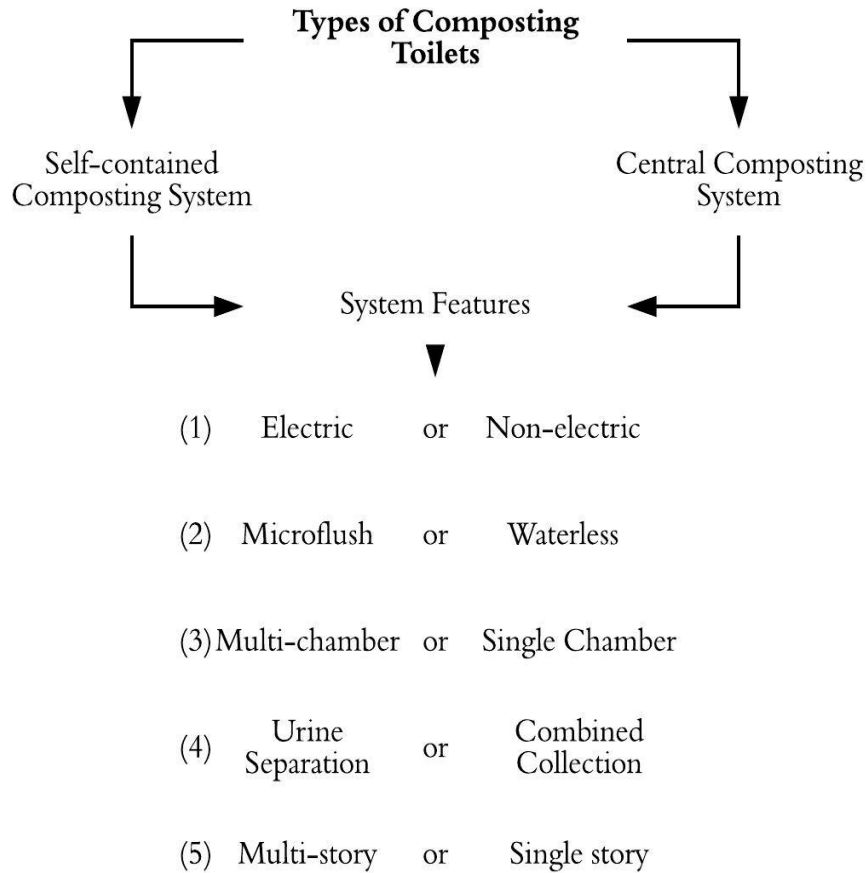 Types of Composting
Toilets
Self-contained
Composting System
Central Composting
System
System Features
(1) Electric or Non-electric
(2) Microflush or Waterless
(3) Multi-chamber or Single Chamber
(4) Urine Separation or Combined Collection
(5) Multi-story or Single story